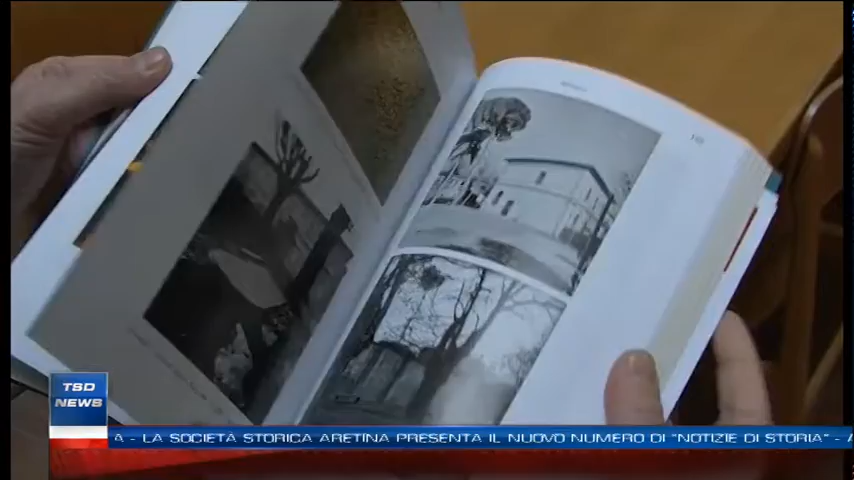 TSD
NEWS
A - LA SOCIETÀ STORICA ARETINA PRESENTA IL NUOVO NUMERO DI "NOTIZIE DI STORIA" - A